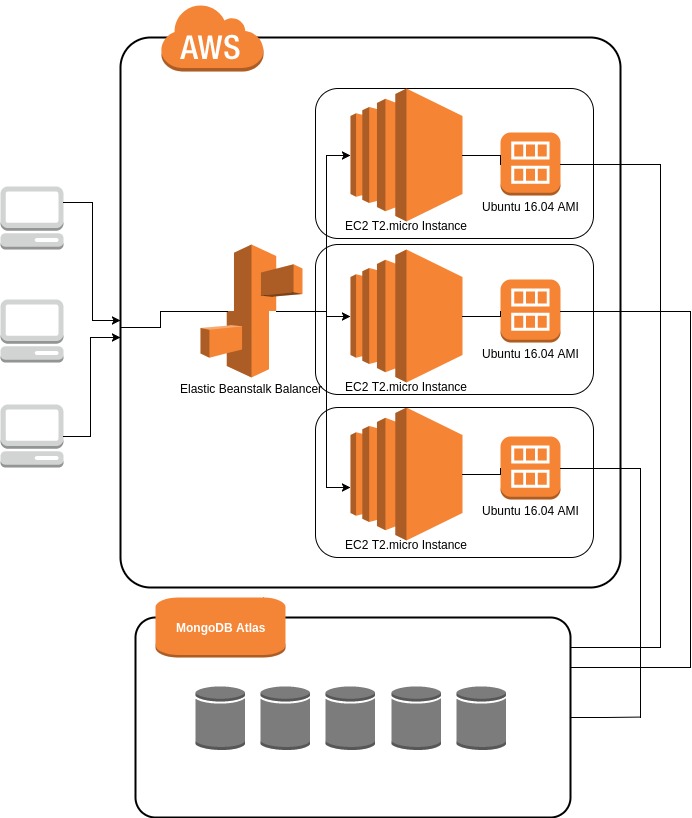 AWS
EC2 T2.micro Instance
Ubuntu 16.04 AMI
Elastic Beanstalk Balancer
EC2 T2.micro Instance
Ubuntu 16.04 AMI
EC2 T2.micro Instance
Ubuntu 16.04 AMI
MongoDB Atlas